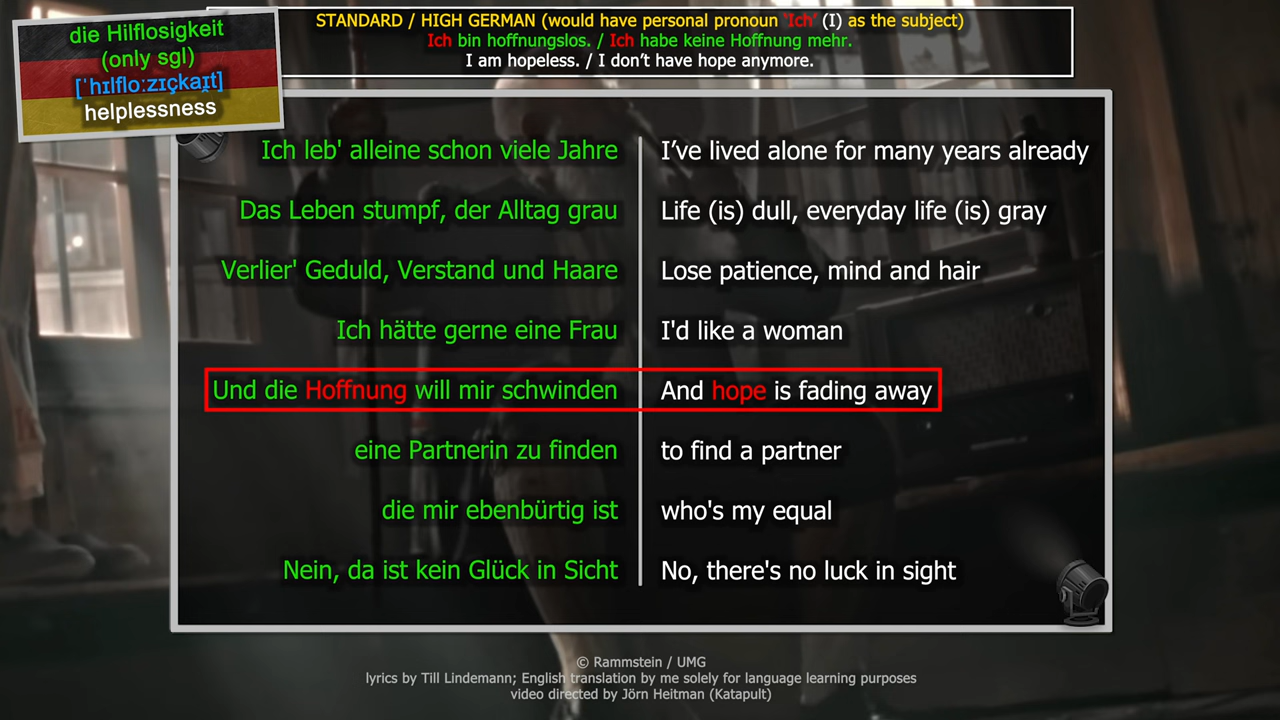 die Hilflosigkeit
(only sgl)
[ˈhɪlfloːzɪçkaɪ̯t]
helplessness
STANDARD / HIGH GERMAN (would have personal pronoun 'Ich' (I) as the subject)
Ich bin hoffnungslos. / Ich habe keine Hoffnung mehr.
I am hopeless. / I don’t have hope anymore.
Ich leb' alleine schon viele Jahre I’ve lived alone for many years already
Das Leben stumpf, der Alltag grau Life (is) dull, everyday life (is) gray
Verlier' Geduld, Verstand und Haare Lose patience, mind and hair
Ich hätte gerne eine Frau I'd like a woman
Und die Hoffnung will mir schwinden And hope is fading away
eine Partnerin zu finden to find a partner
die mir ebenbürtig ist who's my equal
Nein, da ist kein Glück in Sicht No, there's no luck in sight
© Rammstein / UMG
lyrics by Till Lindemann; English translation by me solely for language learning purposes
video directed by Jörn Heitman (Katapult)